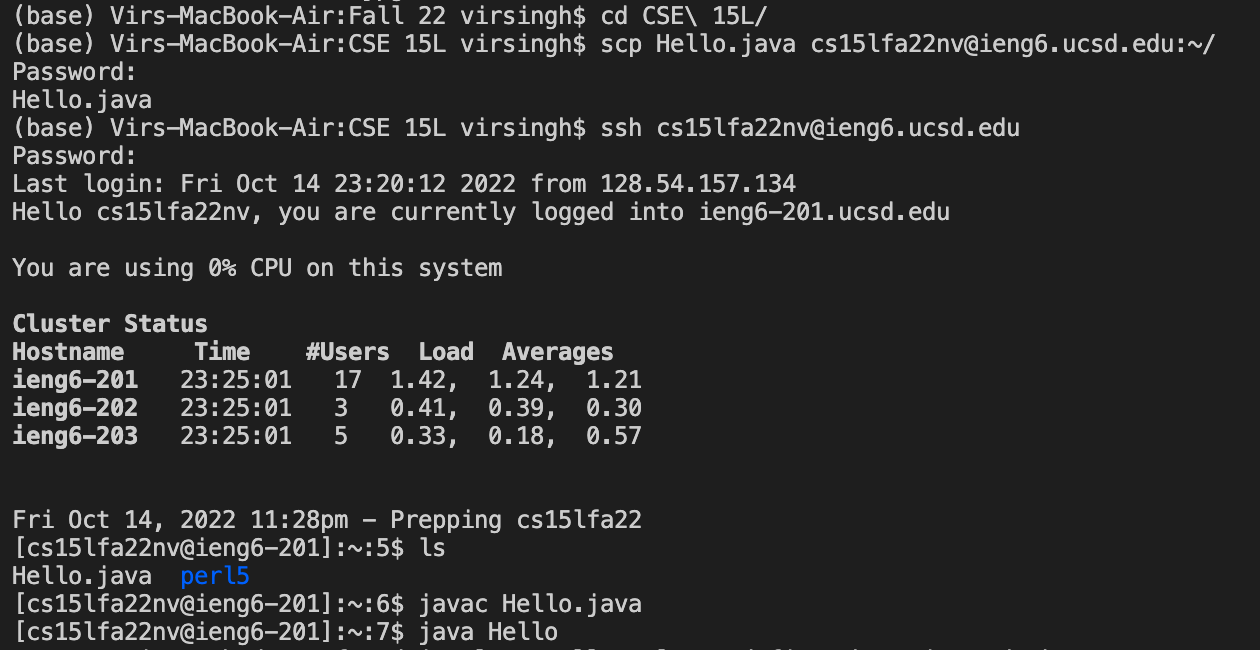 (base) Virs-MacBook-Air:Fall 22 virsingh$ cd CSE\ 15L/
(base) Virs-MacBook-Air:CSE 15L virsingh$ scp Hello.java cs15lfa22nv@ieng6.ucsd.edu:~/
Password:
Hello.java
(base) Virs-MacBook-Air:CSE 15L virsingh$ ssh cs15lfa22nv@ieng6.ucsd.edu
Password:
Last login: Fri Oct 14 23:20:12 2022 from 128.54.157.134
Hello cs15lfa22nv, you are currently logged into ieng6-201.ucsd.edu
You are using 0% CPU on this system
Cluster Status
Hostname     Time    #Users  Load  Averages
ieng6-201   23:25:01   17  1.42,  1.24,  1.21
ieng6-202   23:25:01   3   0.41,  0.39,  0.30
ieng6-203   23:25:01   5   0.33,  0.18,  0.57
Fri Oct 14, 2022 11:28pm - Prepping cs15lfa22
[cs15lfa22nv@ieng6-201]:~:5$ ls
Hello.java  perl5
[cs15lfa22nv@ieng6-201]:~:6$ javac Hello.java
[cs15lfa22nv@ieng6-201]:~:7$ java Hello